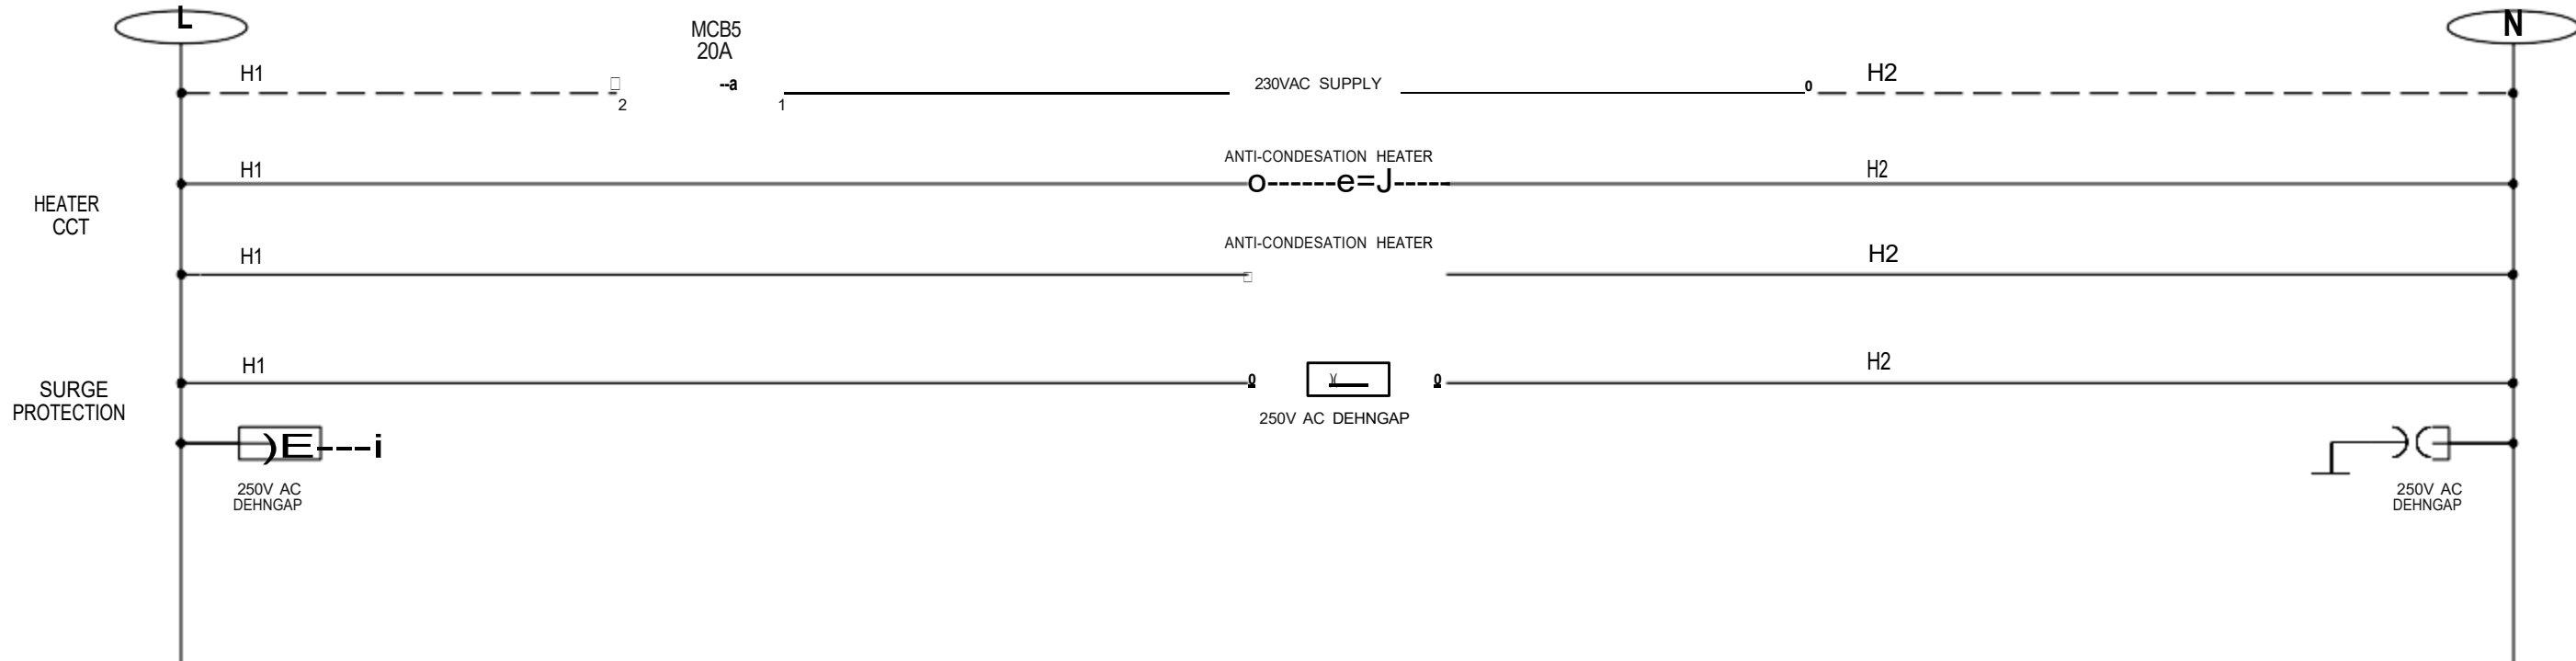 L
N
MCB5
20A
H1
2
--a
1
230VAC SUPPLY
o
H2
HEATER
CCT
H1
ANTI-CONDESATION HEATER
o------e=J-----
H2
H1
ANTI-CONDESATION HEATER
H2
SURGE
PROTECTION
H1
o
o
250V AC DEHNGAP
H2
)E---i
250V AC
DEHNGAP
250V AC
DEHNGAP